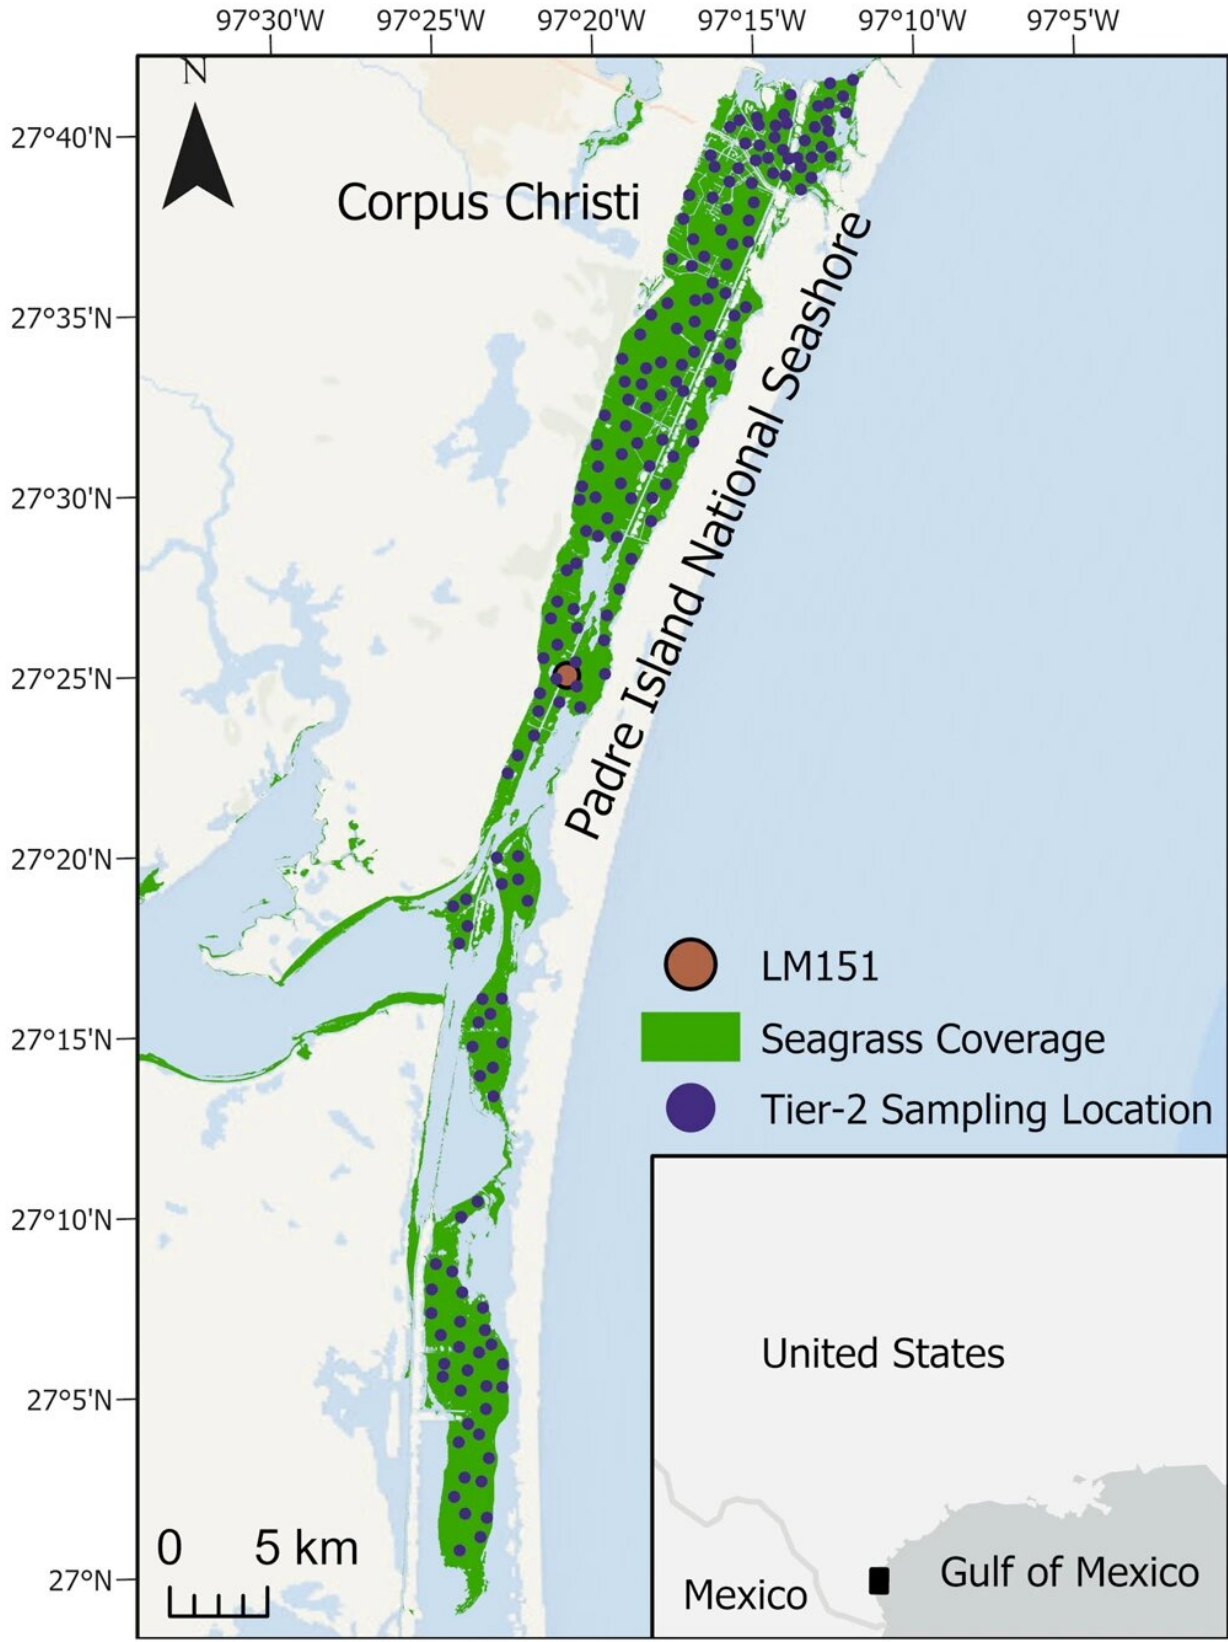 97°30'W 97°25'W 97°20'W 97°15'W 97°10'W 97°5'W
N
27°40'N
Corpus Christi
27°35'N
Padre Island National Seashore
27°30'N
27°25'N
27°20'N
LM151
27°15'N
Seagrass Coverage
Tier-2 Sampling Location
27°10'N
United States
27°5'N
0 5 km
27°N
Gulf of Mexico
Mexico